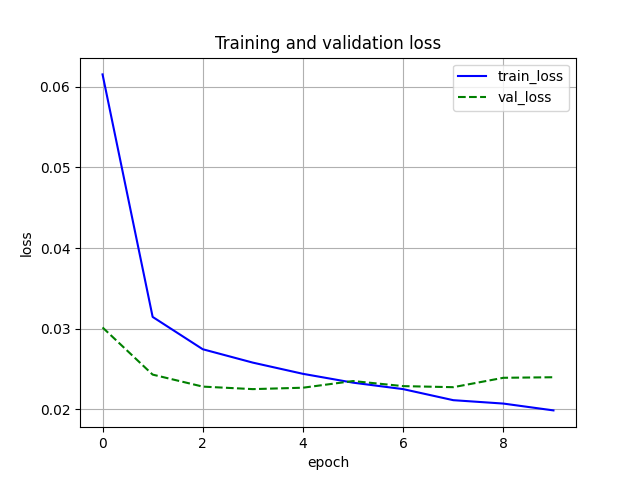 Training and validation loss
train_loss
val_loss
0.06
0.05
0.04
0.03
0.02
loss
0 2 4 6 8
epoch